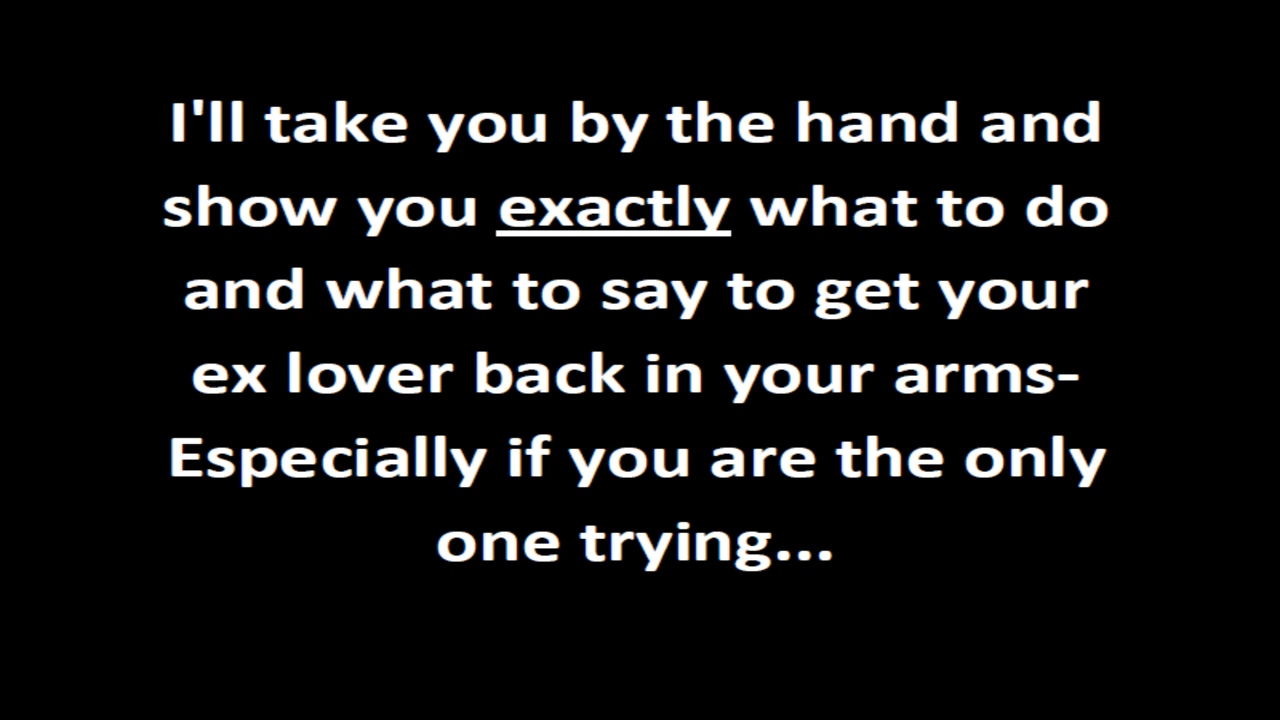 I'll take you by the hand and
show you exactly what to do
and what to say to get your
ex lover back in your arms-
Especially if you are the only
one trying...